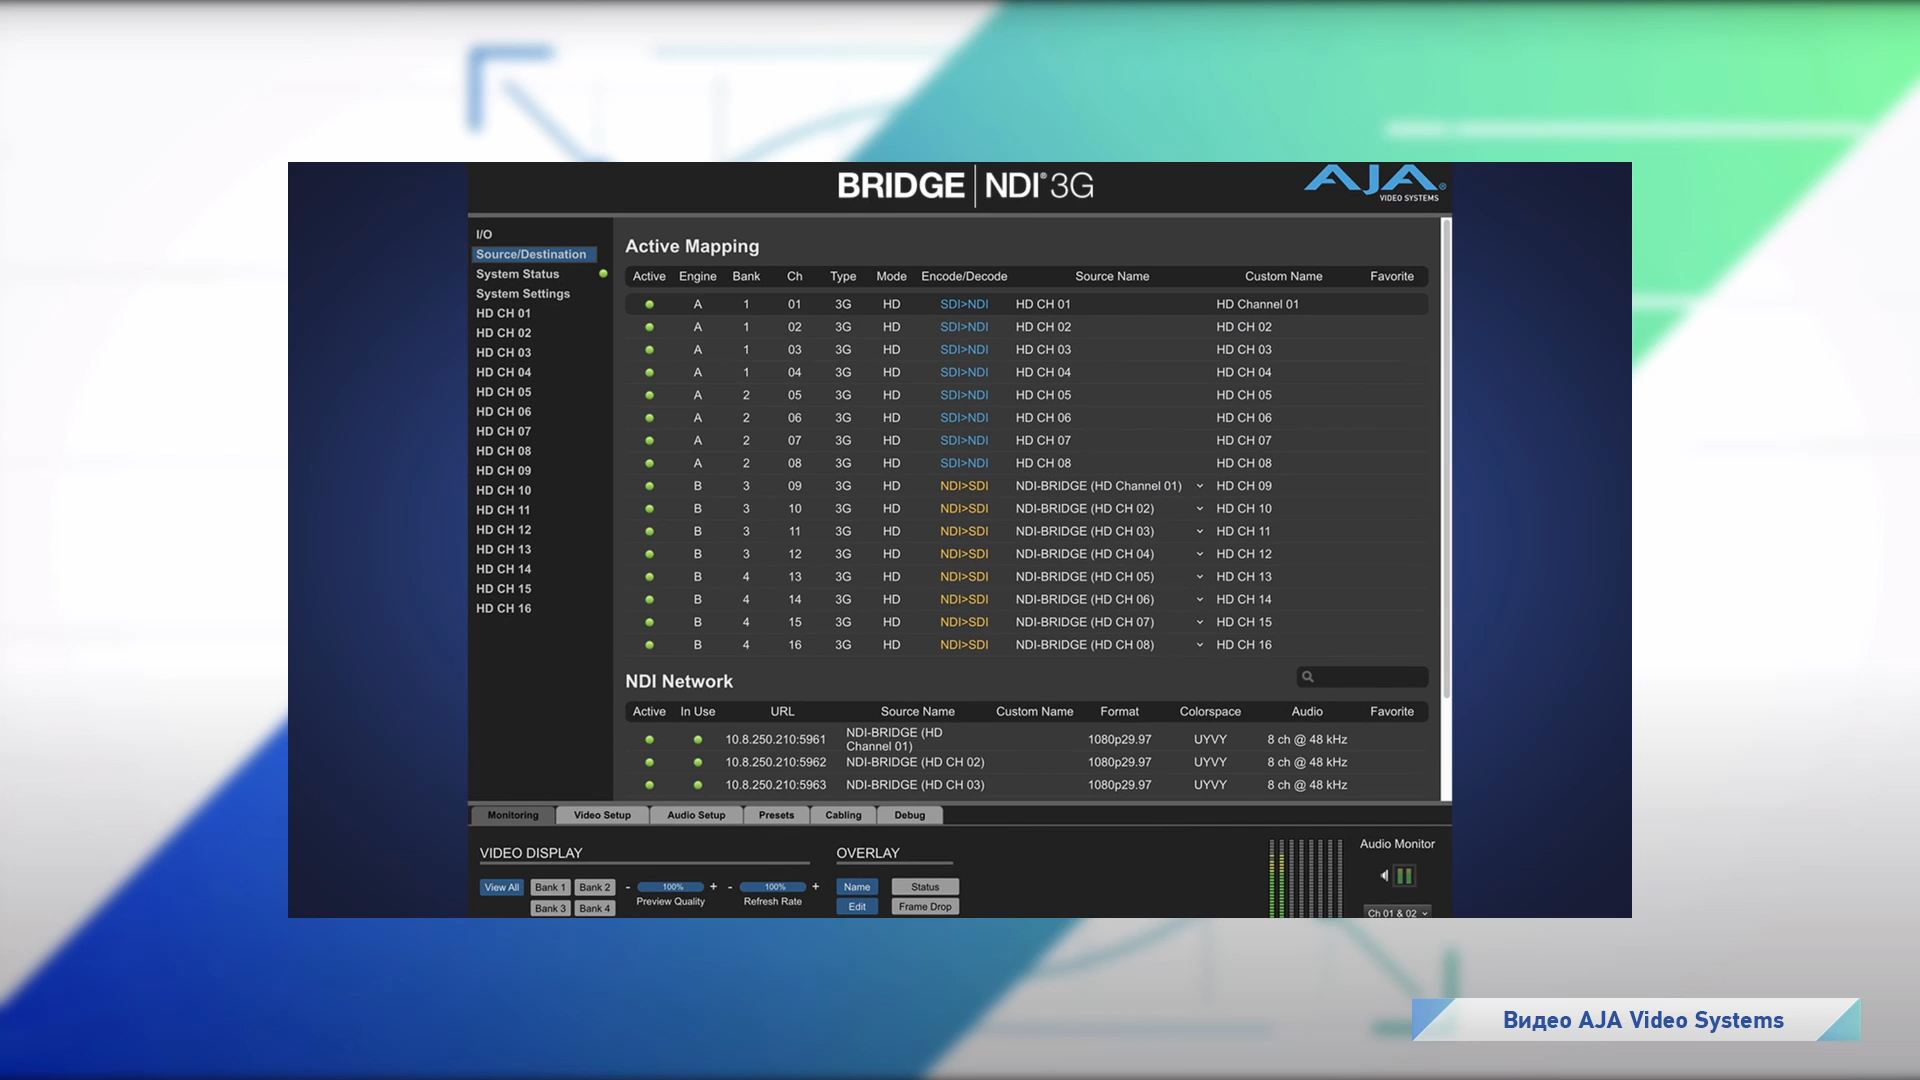 BRIDGE NDI® 3G
AJA®
VIDEO SYSTEMS
I/O
Source/Destination
System Status
System Settings
HD CH 01
HD CH 02
HD CH 03
HD CH 04
HD CH 05
HD CH 06
HD CH 07
HD CH 08
HD CH 09
HD CH 10
HD CH 11
HD CH 12
HD CH 13
HD CH 14
HD CH 15
HD CH 16
Active Mapping
Active Engine Bank Ch Type Mode Encode/Decode Source Name Custom Name Favorite
A 1 01 3G HD SDI>NDI HD CH 01 HD Channel 01
A 1 02 3G HD SDI>NDI HD CH 02 HD CH 02
A 1 03 3G HD SDI>NDI HD CH 03 HD CH 03
A 1 04 3G HD SDI>NDI HD CH 04 HD CH 04
A 2 05 3G HD SDI>NDI HD CH 05 HD CH 05
A 2 06 3G HD SDI>NDI HD CH 06 HD CH 06
A 2 07 3G HD SDI>NDI HD CH 07 HD CH 07
A 2 08 3G HD SDI>NDI HD CH 08 HD CH 08
B 3 09 3G HD NDI>SDI NDI-BRIDGE (HD Channel 01) HD CH 09
B 3 10 3G HD NDI>SDI NDI-BRIDGE (HD CH 02) HD CH 10
B 3 11 3G HD NDI>SDI NDI-BRIDGE (HD CH 03) HD CH 11
B 3 12 3G HD NDI>SDI NDI-BRIDGE (HD CH 04) HD CH 12
B 4 13 3G HD NDI>SDI NDI-BRIDGE (HD CH 05) HD CH 13
B 4 14 3G HD NDI>SDI NDI-BRIDGE (HD CH 06) HD CH 14
B 4 15 3G HD NDI>SDI NDI-BRIDGE (HD CH 07) HD CH 15
B 4 16 3G HD NDI>SDI NDI-BRIDGE (HD CH 08) HD CH 16
NDI Network
Active In Use URL Source Name Custom Name Format Colorspace Audio Favorite
10.8.250.210:5961 NDI-BRIDGE (HD Channel 01) 1080p29.97 UYVY 8 ch @ 48 kHz
10.8.250.210:5962 NDI-BRIDGE (HD CH 02) 1080p29.97 UYVY 8 ch @ 48 kHz
10.8.250.210:5963 NDI-BRIDGE (HD CH 03) 1080p29.97 UYVY 8 ch @ 48 kHz
Monitoring Video Setup Audio Setup Presets Cabling Debug
VIDEO DISPLAY
View All Bank 1 Bank 2 - 100% + - 100% +
Bank 3 Bank 4 Preview Quality Refresh Rate
OVERLAY
Name Status
Edit Frame Drop
Audio Monitor
Ch 01 & 02
Видео AJA Video Systems